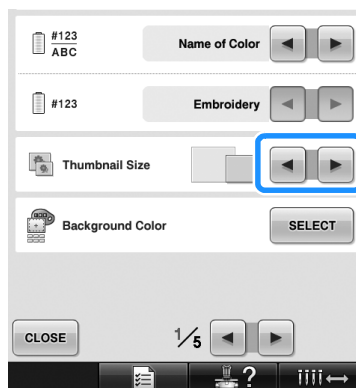 #123
ABC
Name of Color
#123
Embroidery
Thumbnail Size
Background Color
SELECT
CLOSE
1/5
?